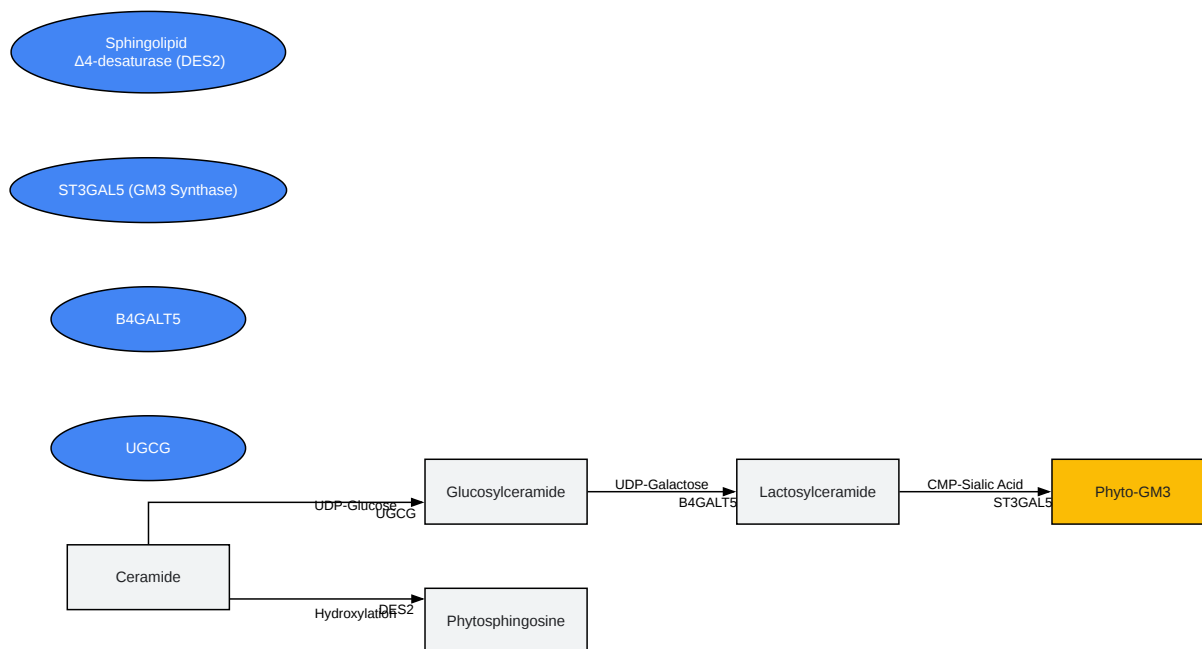 Sphingolipid
Δ4-desaturase (DES2)
ST3GAL5 (GM3 Synthase)
B4GALT5
UGCG
Glucosylceramide
UDP-Galactose
B4GALT5
Lactosylceramide
CMP-Sialic Acid
ST3GAL5
Phyto-GM3
UDP-Glucose
UGCG
Ceramide
DES2
Hydroxylation
Phytosphingosine